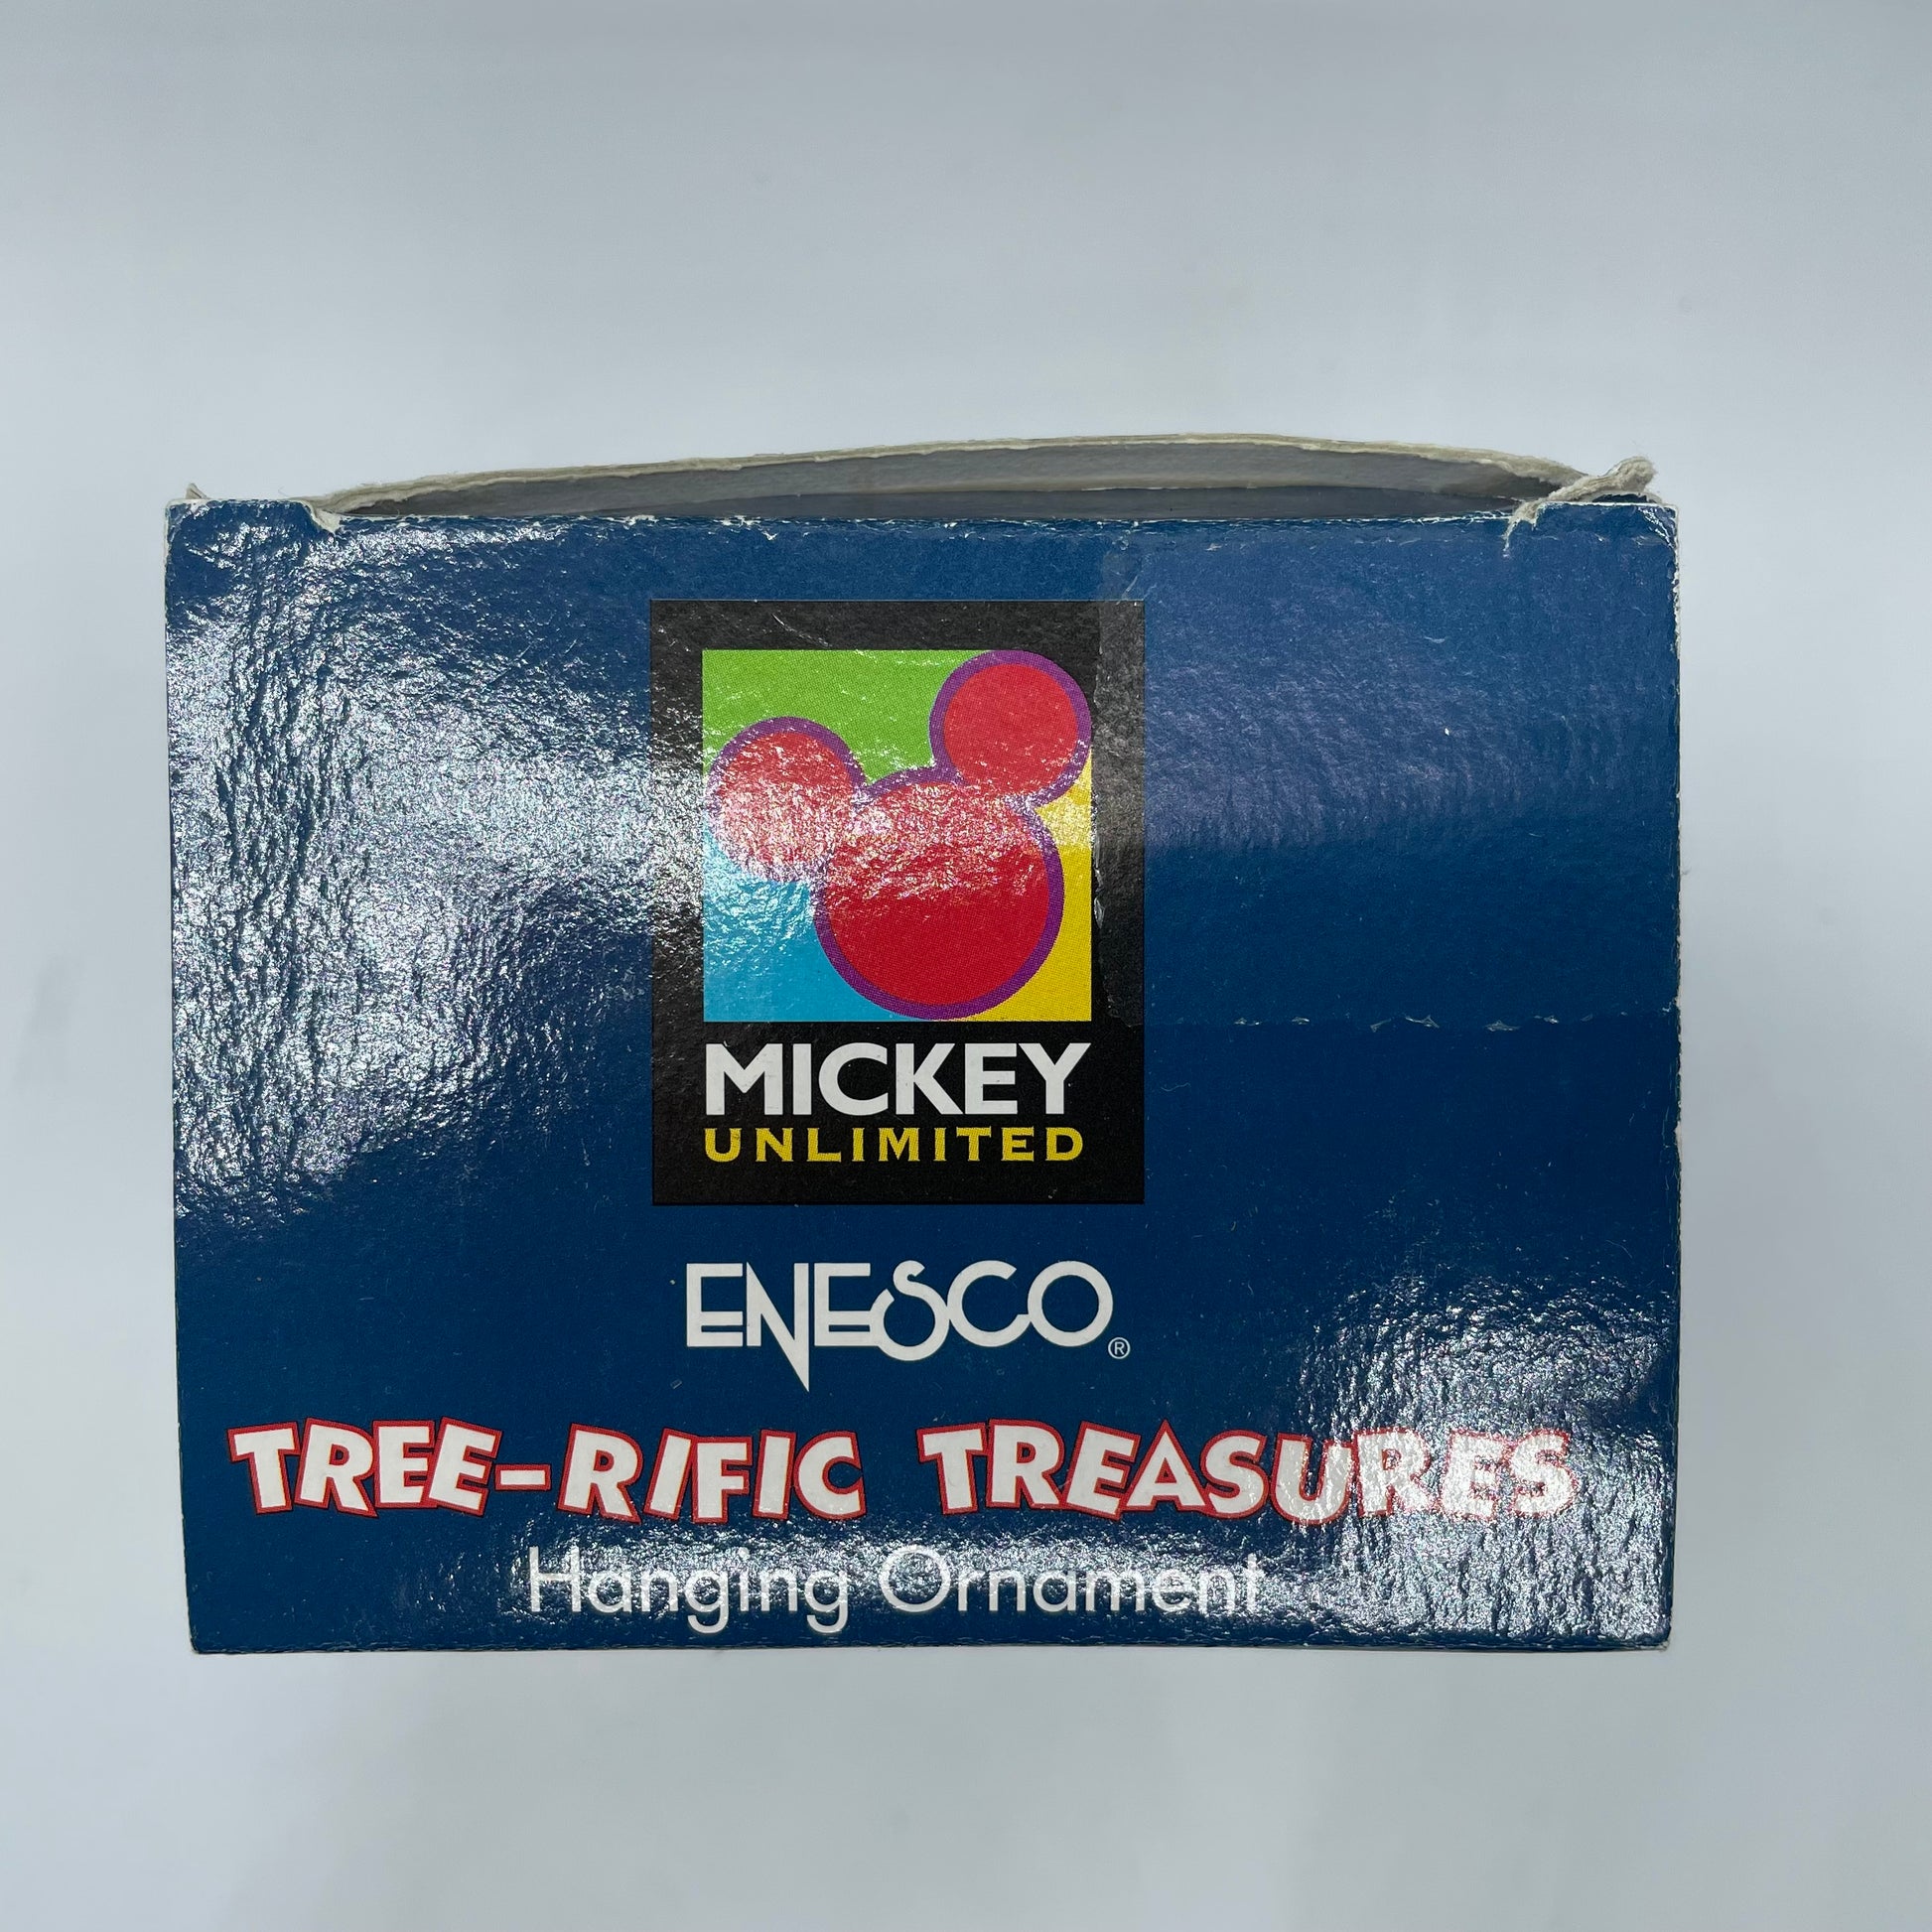 MICKEY
UNLIMITED
ENESCO®
TREE-RIFIC TREASURES
Hanging Ornament